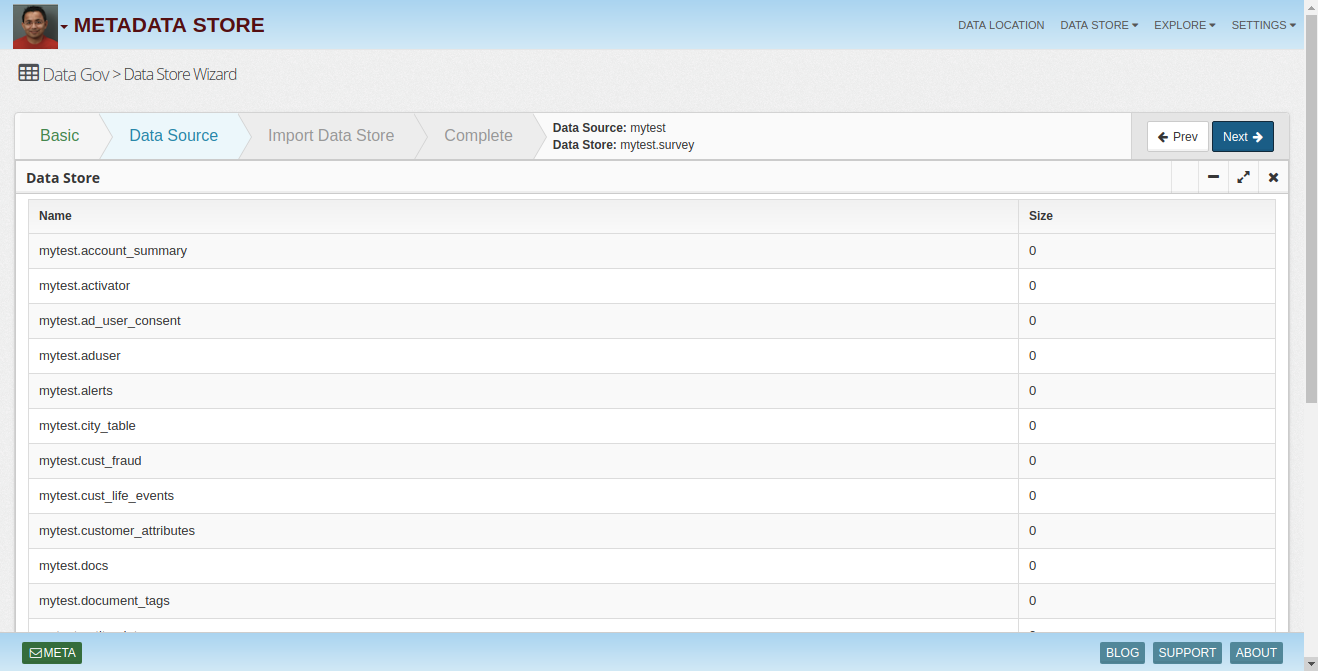 METADATA STORE
DATA LOCATION DATA STORE EXPLORE SETTINGS
Data Gov > Data Store Wizard
Basic Data Source Import Data Store Complete
Data Source: mytest
Data Store: mytest.survey
Prev Next
Data Store
Name Size
mytest.account_summary 0
mytest.activator 0
mytest.ad_user_consent 0
mytest.aduser 0
mytest.alerts 0
mytest.city_table 0
mytest.cust_fraud 0
mytest.cust_life_events 0
mytest.customer_attributes 0
mytest.docs 0
mytest.document_tags 0
META BLOG SUPPORT ABOUT